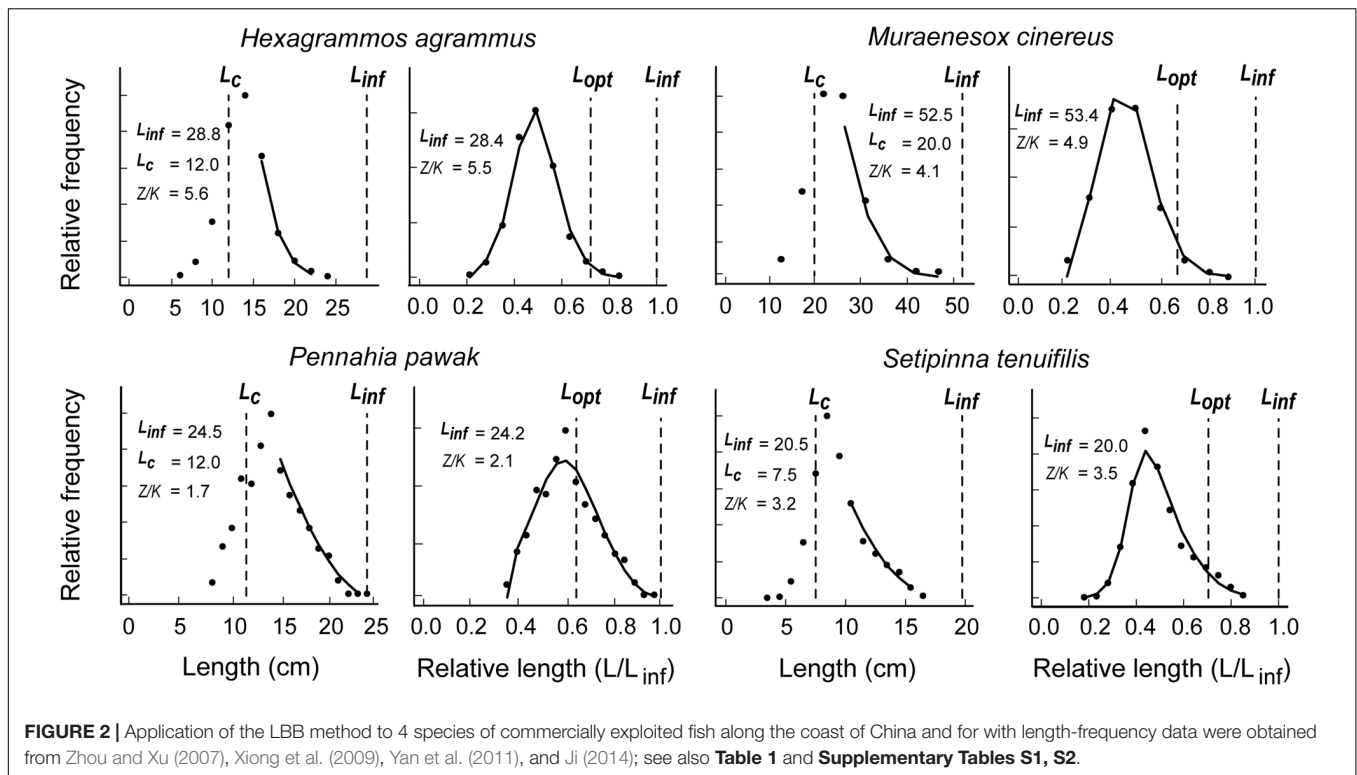 Hexagrammos agrammus
Muraenesox cinereus
Relative frequency
Lc
Linf
Linf = 28.8
Lc = 12.0
Z/K = 5.6
0 5 10 15 20 25
Lopt
Linf
Linf = 28.4
Z/K = 5.5
0.0 0.2 0.4 0.6 0.8 1.0
Lc
Linf
Linf = 52.5
Lc = 20.0
Z/K = 4.1
0 10 20 30 40 50
Lopt
Linf
Linf = 53.4
Z/K = 4.9
0.0 0.2 0.4 0.6 0.8 1.0
Pennahia pawak
Setipinna tenuifilis
Relative frequency
Lc
Linf
Linf = 24.5
Lc = 12.0
Z/K = 1.7
0 5 10 15 20 25
Length (cm)
Lopt
Linf
Linf = 24.2
Z/K = 2.1
0.0 0.2 0.4 0.6 0.8 1.0
Relative length (L/Linf)
Lc
Linf
Linf = 20.5
Lc = 7.5
Z/K = 3.2
0 5 10 15 20
Length (cm)
Lopt
Linf
Linf = 20.0
Z/K = 3.5
0.0 0.2 0.4 0.6 0.8 1.0
Relative length (L/Linf)
FIGURE 2 | Application of the LBB method to 4 species of commercially exploited fish along the coast of China and for with length-frequency data were obtained
from Zhou and Xu (2007), Xiong et al. (2009), Yan et al. (2011), and Ji (2014); see also Table 1 and Supplementary Tables S1, S2.